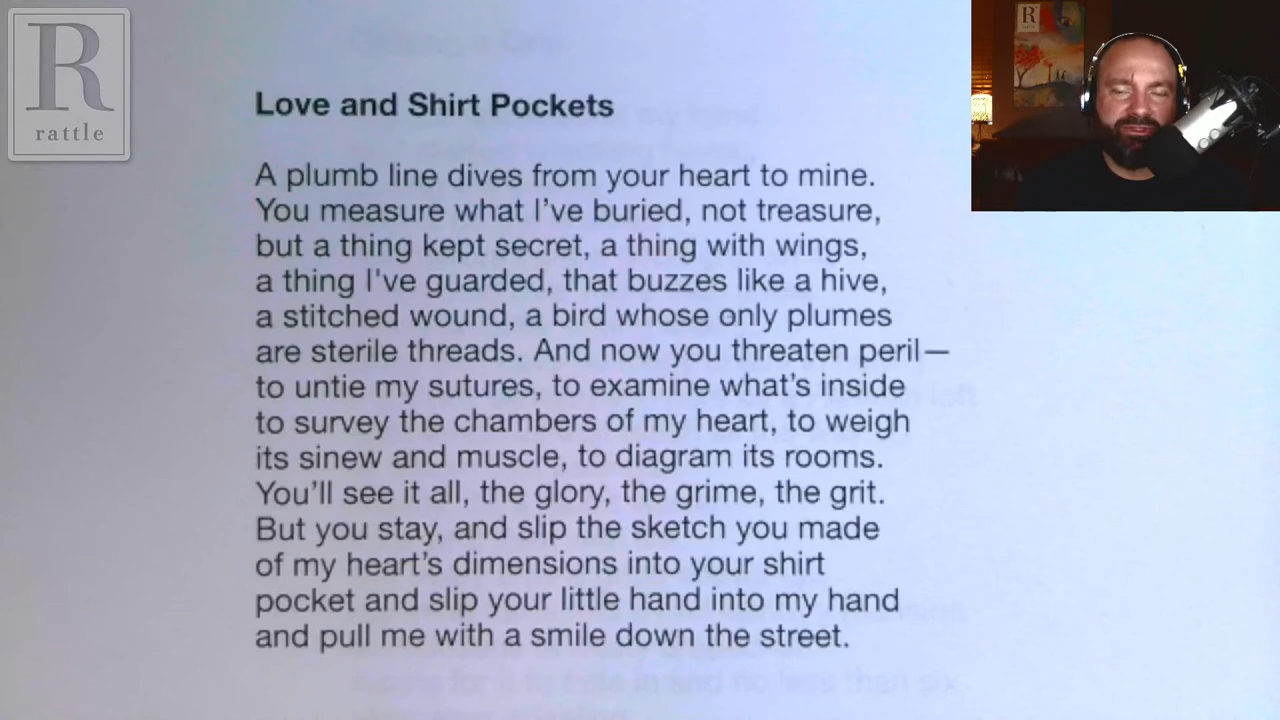 R
rattle
R
Love and Shirt Pockets
A plumb line dives from your heart to mine.
You measure what I’ve buried, not treasure,
but a thing kept secret, a thing with wings,
a thing I've guarded, that buzzes like a hive,
a stitched wound, a bird whose only plumes
are sterile threads. And now you threaten peril—
to untie my sutures, to examine what’s inside
to survey the chambers of my heart, to weigh
its sinew and muscle, to diagram its rooms.
You’ll see it all, the glory, the grime, the grit.
But you stay, and slip the sketch you made
of my heart’s dimensions into your shirt
pocket and slip your little hand into my hand
and pull me with a smile down the street.